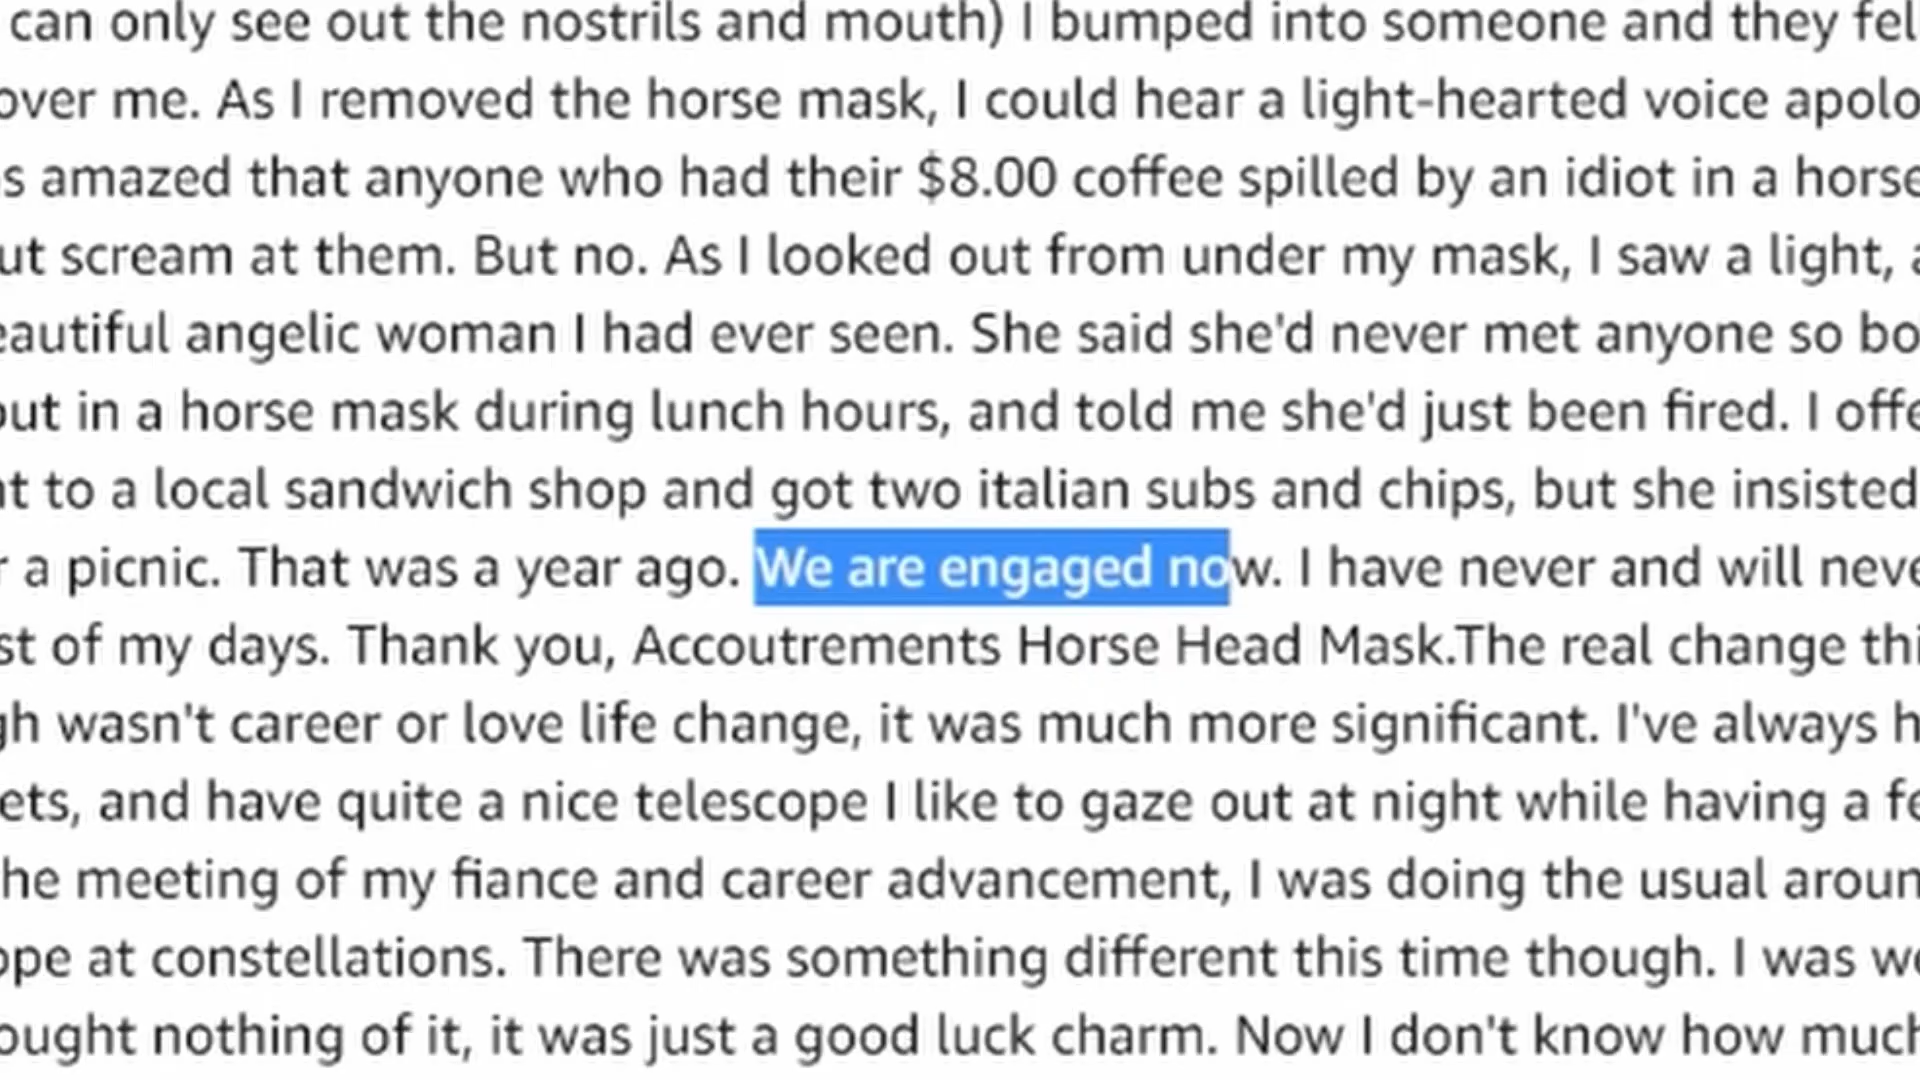 can only see out the nostrils and mouth) I bumped into someone and they fel
over me. As I removed the horse mask, I could hear a light-hearted voice apolo
s amazed that anyone who had their $8.00 coffee spilled by an idiot in a horse
ut scream at them. But no. As I looked out from under my mask, I saw a light, a
eautiful angelic woman I had ever seen. She said she'd never met anyone so bo
out in a horse mask during lunch hours, and told me she'd just been fired. I offe
nt to a local sandwich shop and got two italian subs and chips, but she insisted
r a picnic. That was a year ago. We are engaged now. I have never and will neve
st of my days. Thank you, Accoutrements Horse Head Mask.The real change thi
gh wasn't career or love life change, it was much more significant. I've always h
ets, and have quite a nice telescope I like to gaze out at night while having a fe
he meeting of my fiance and career advancement, I was doing the usual aroun
ope at constellations. There was something different this time though. I was we
ought nothing of it, it was just a good luck charm. Now I don't know how much